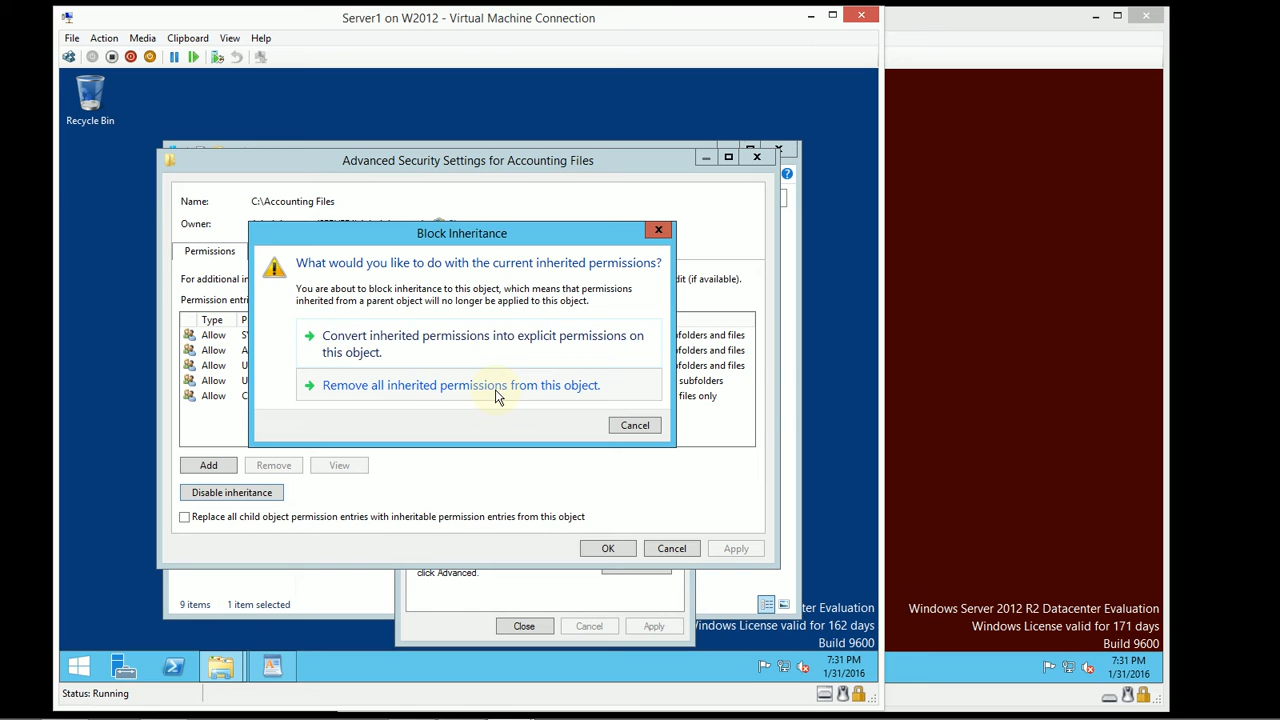 Server1 on W2012 - Virtual Machine Connection
File Action Media Clipboard View Help
Recycle Bin
Advanced Security Settings for Accounting Files
Name: C:\Accounting Files
Owner:
Block Inheritance
What would you like to do with the current inherited permissions?
You are about to block inheritance to this object, which means that permissions
inherited from a parent object will no longer be applied to this object.
Convert inherited permissions into explicit permissions on
this object.
Remove all inherited permissions from this object.
Cancel
Permissions
For additional in
dit (if available).
Permission entri
Type P
Allow S
folders and files
Allow A
folders and files
Allow U
folders and files
Allow U
subfolders
Allow C
files only
Add Remove View
Disable inheritance
Replace all child object permission entries with inheritable permission entries from this object
OK Cancel Apply
click Advanced.
9 items 1 item selected
Close Cancel Apply
ter Evaluation
indows License valid for 162 days
Build 9600
Windows Server 2012 R2 Datacenter Evaluation
Windows License valid for 171 days
Build 9600
7:31 PM
1/31/2016
7:31 PM
1/31/2016
Status: Running